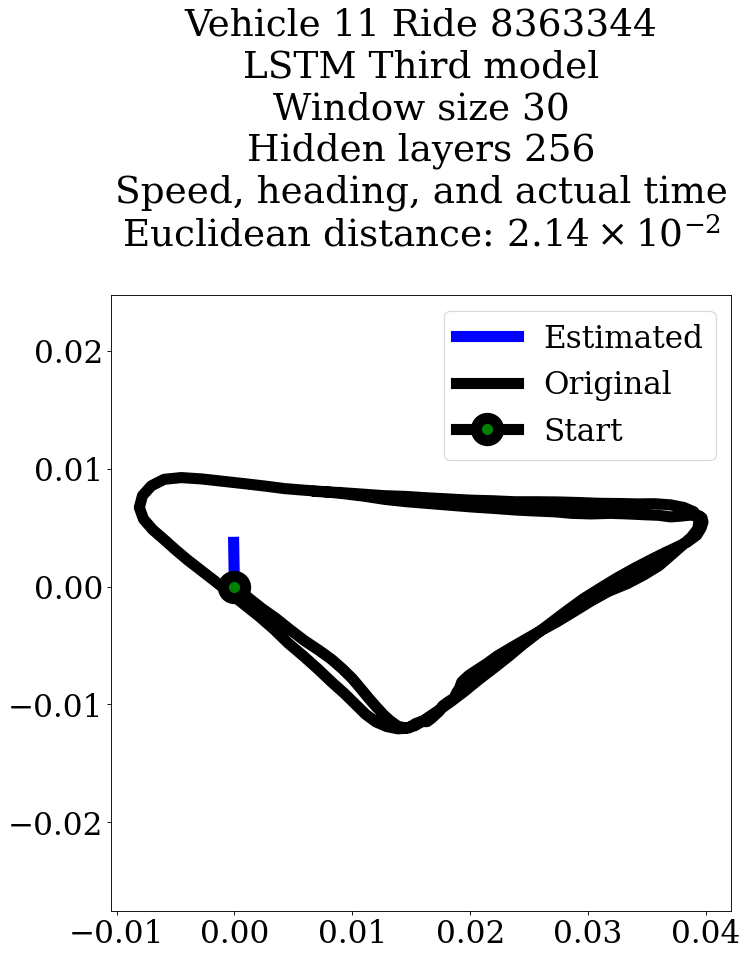 Vehicle 11 Ride 8363344
LSTM Third model
Window size 30
Hidden layers 256
Speed, heading, and actual time
Euclidean distance: 2.14 × 10⁻²
Estimated
Original
Start
0.02
0.01
0.00
−0.01
−0.02
−0.01 0.00 0.01 0.02 0.03 0.04